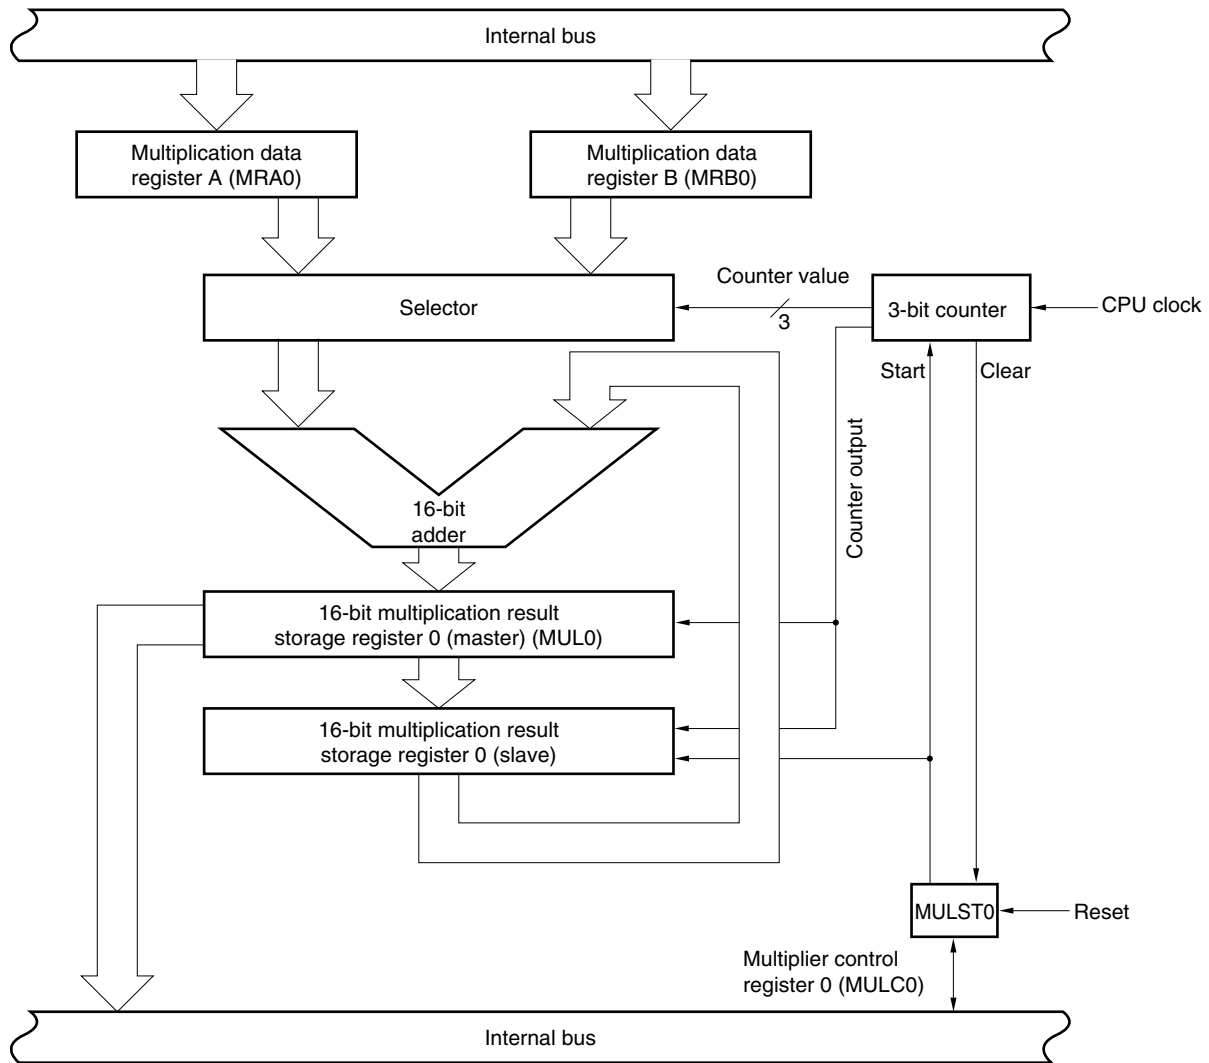 Internal bus
Multiplication data
register A (MRA0)
Multiplication data
register B (MRB0)
Counter value
Selector
3
3-bit counter
CPU clock
Start
Clear
Counter output
16-bit
adder
16-bit multiplication result
storage register 0 (master) (MUL0)
16-bit multiplication result
storage register 0 (slave)
MULST0
Reset
Multiplier control
register 0 (MULC0)
Internal bus